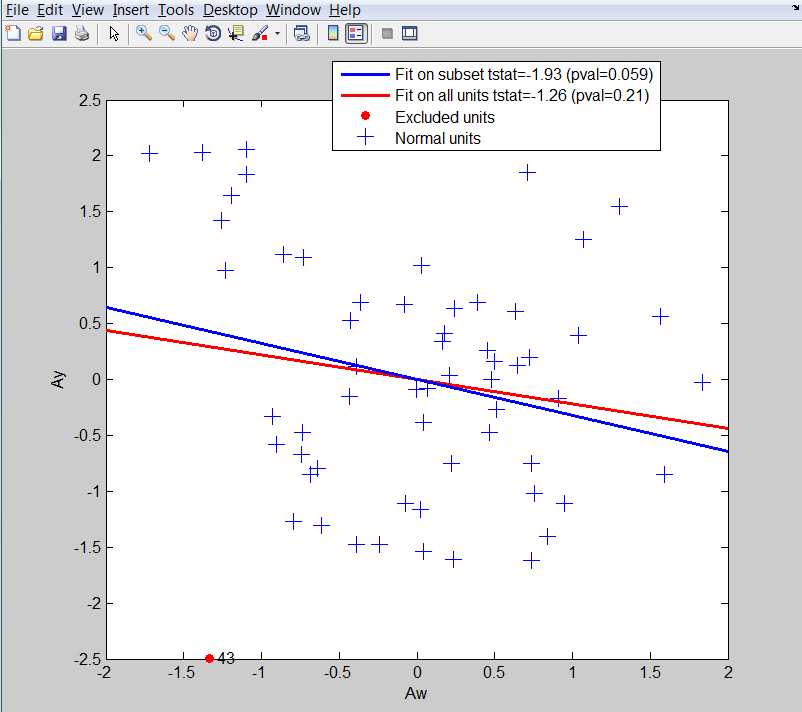 File Edit View Insert Tools Desktop Window Help
Fit on subset tstat=-1.93 (pval=0.059)
Fit on all units tstat=-1.26 (pval=0.21)
Excluded units
Normal units
2.5
2
1.5
1
0.5
0
-0.5
-1
-1.5
-2
-2.5
Ay
43
-2 -1.5 -1 -0.5 0 0.5 1 1.5 2
Aw